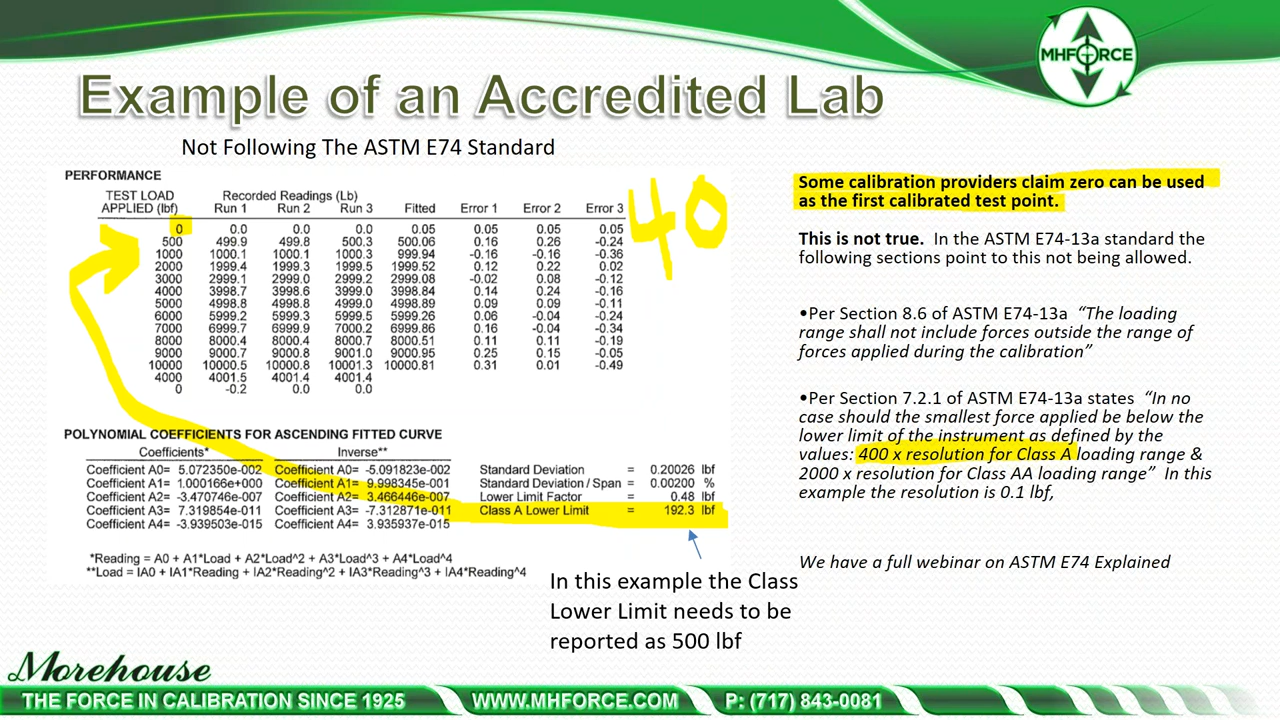 MHFORCE
Example of an Accredited Lab
Not Following The ASTM E74 Standard
PERFORMANCE
TEST LOAD Recorded Readings (Lb)
APPLIED (lbf) Run 1 Run 2 Run 3 Fitted Error 1 Error 2 Error 3
0 0.0 0.0 0.0 0.05 0.05 0.05 0.05
500 499.9 499.8 500.3 500.06 0.16 0.26 -0.24
1000 1000.1 1000.1 1000.3 999.94 -0.16 -0.16 -0.36
2000 1999.4 1999.3 1999.5 1999.52 0.12 0.22 0.02
3000 2999.1 2999.0 2999.2 2999.08 -0.02 0.08 -0.12
4000 3998.7 3998.6 3999.0 3998.84 0.14 0.24 -0.16
5000 4998.8 4998.8 4999.0 4998.89 0.09 0.09 -0.11
6000 5999.2 5999.3 5999.5 5999.26 0.06 -0.04 -0.24
7000 6999.7 6999.9 7000.2 6999.86 0.16 -0.04 -0.34
8000 8000.4 8000.4 8000.7 8000.51 0.11 0.11 -0.19
9000 9000.7 9000.8 9001.0 9000.95 0.25 0.15 -0.05
10000 10000.5 10000.8 10001.3 10000.81 0.31 0.01 -0.49
4000 4001.5 4001.4 4001.4
0 -0.2 0.0 0.0
40
POLYNOMIAL COEFFICIENTS FOR ASCENDING FITTED CURVE
Coefficients* Inverse**
Coefficient A0= 5.072350e-002 Coefficient A0= -5.091823e-002 Standard Deviation = 0.20026 lbf
Coefficient A1= 1.000166e+000 Coefficient A1= 9.998345e-001 Standard Deviation / Span = 0.00200 %
Coefficient A2= -3.470746e-007 Coefficient A2= 3.466446e-007 Lower Limit Factor = 0.48 lbf
Coefficient A3= 7.319854e-011 Coefficient A3= -7.312871e-011 Class A Lower Limit = 192.3 lbf
Coefficient A4= -3.939503e-015 Coefficient A4= 3.935937e-015
*Reading = A0 + A1*Load + A2*Load^2 + A3*Load^3 + A4*Load^4
**Load = IA0 + IA1*Reading + IA2*Reading^2 + IA3*Reading^3 + IA4*Reading^4
In this example the Class
Lower Limit needs to be
reported as 500 lbf
Some calibration providers claim zero can be used
as the first calibrated test point.
This is not true. In the ASTM E74-13a standard the
following sections point to this not being allowed.
•Per Section 8.6 of ASTM E74-13a “The loading
range shall not include forces outside the range of
forces applied during the calibration”
•Per Section 7.2.1 of ASTM E74-13a states “In no
case should the smallest force applied be below the
lower limit of the instrument as defined by the
values: 400 x resolution for Class A loading range &
2000 x resolution for Class AA loading range” In this
example the resolution is 0.1 lbf,
We have a full webinar on ASTM E74 Explained
Morehouse
THE FORCE IN CALIBRATION SINCE 1925 WWW.MHFORCE.COM P: (717) 843-0081